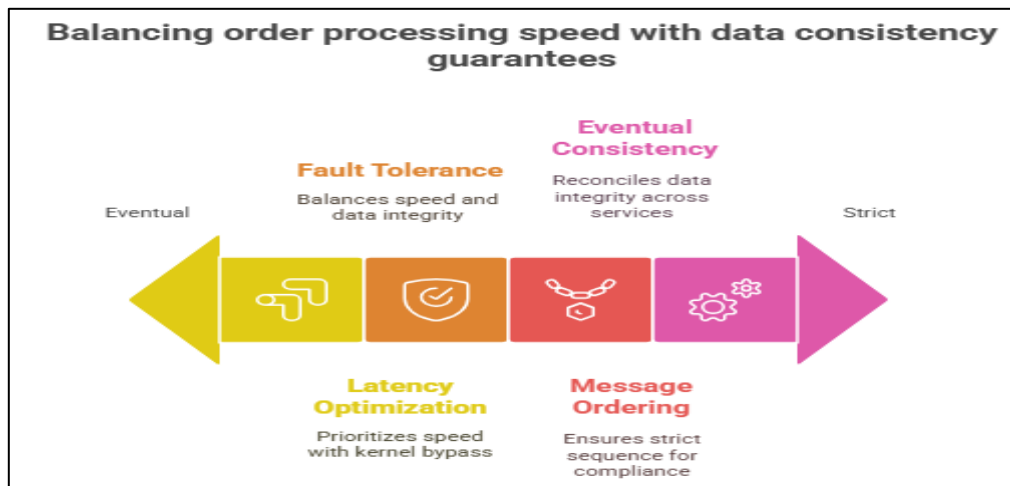 Balancing order processing speed with data consistency
guarantees
Eventual
Consistency
Fault Tolerance
Reconciles data
integrity across
services
Balances speed and
data integrity
Eventual
Strict
Latency
Optimization
Message
Ordering
Prioritizes speed
with kernel bypass
Ensures strict
sequence for
compliance